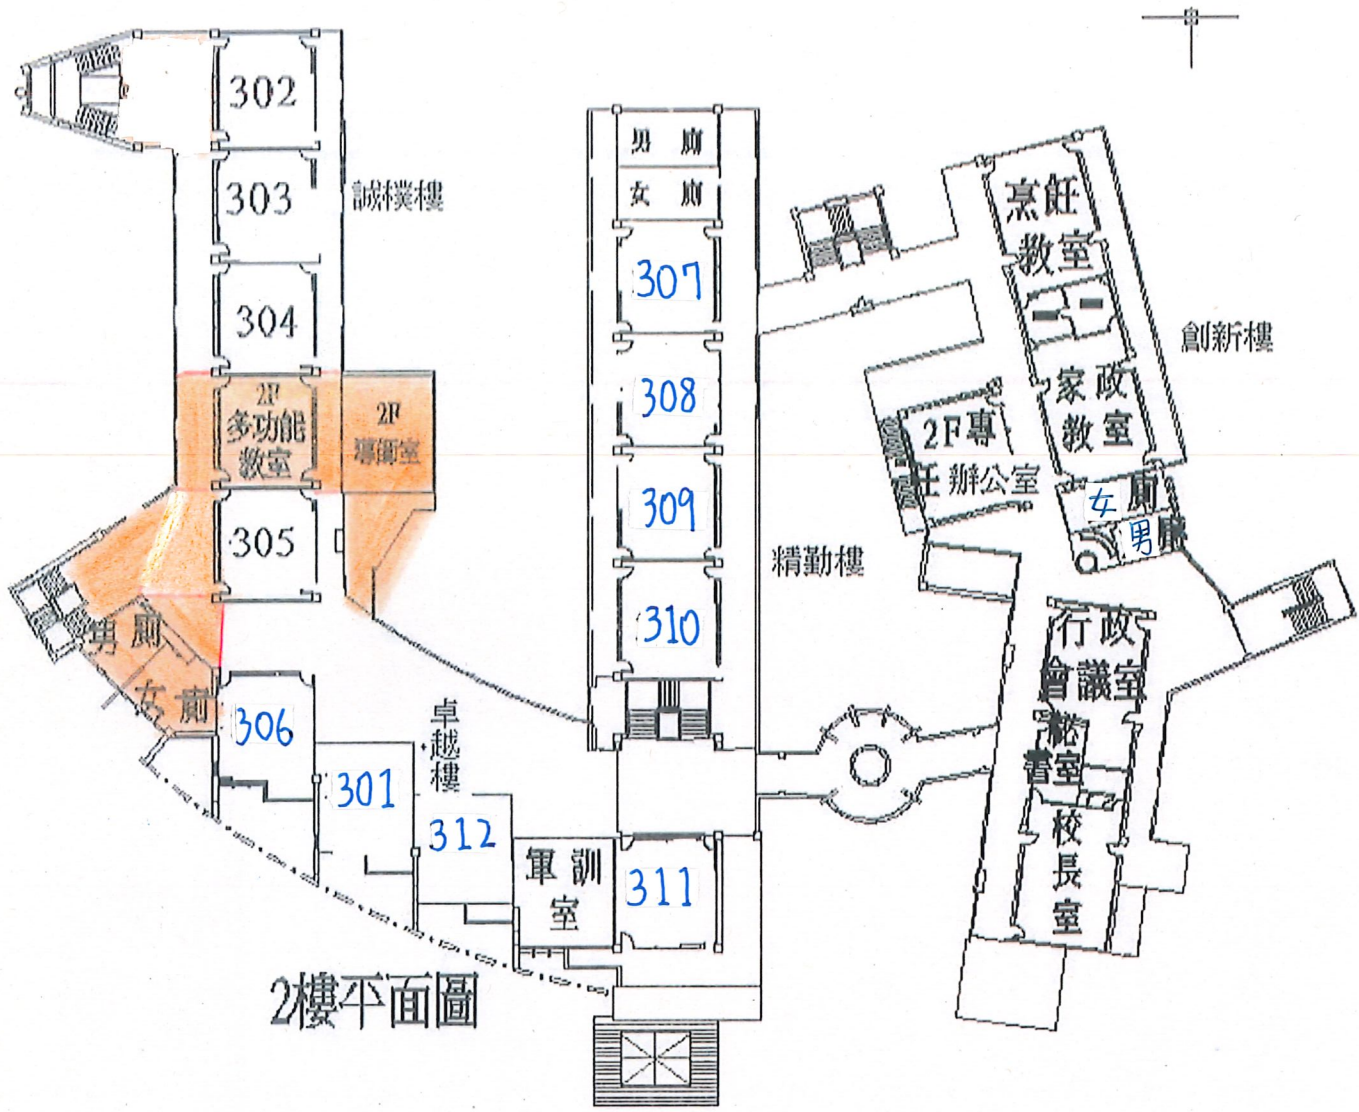 302
303
誠樸樓
304
2F
多功能
教室
2F
導師室
305
男廁
女廁
306
301
卓越樓
312
軍訓
室
311
男 廁
女 廁
307
308
309
310
精勤樓
烹飪
教室
創新樓
家政
教室
2F專
任辦公室
女廁
男廁
行政
會議室
秘
書室
校長室
2樓平面圖